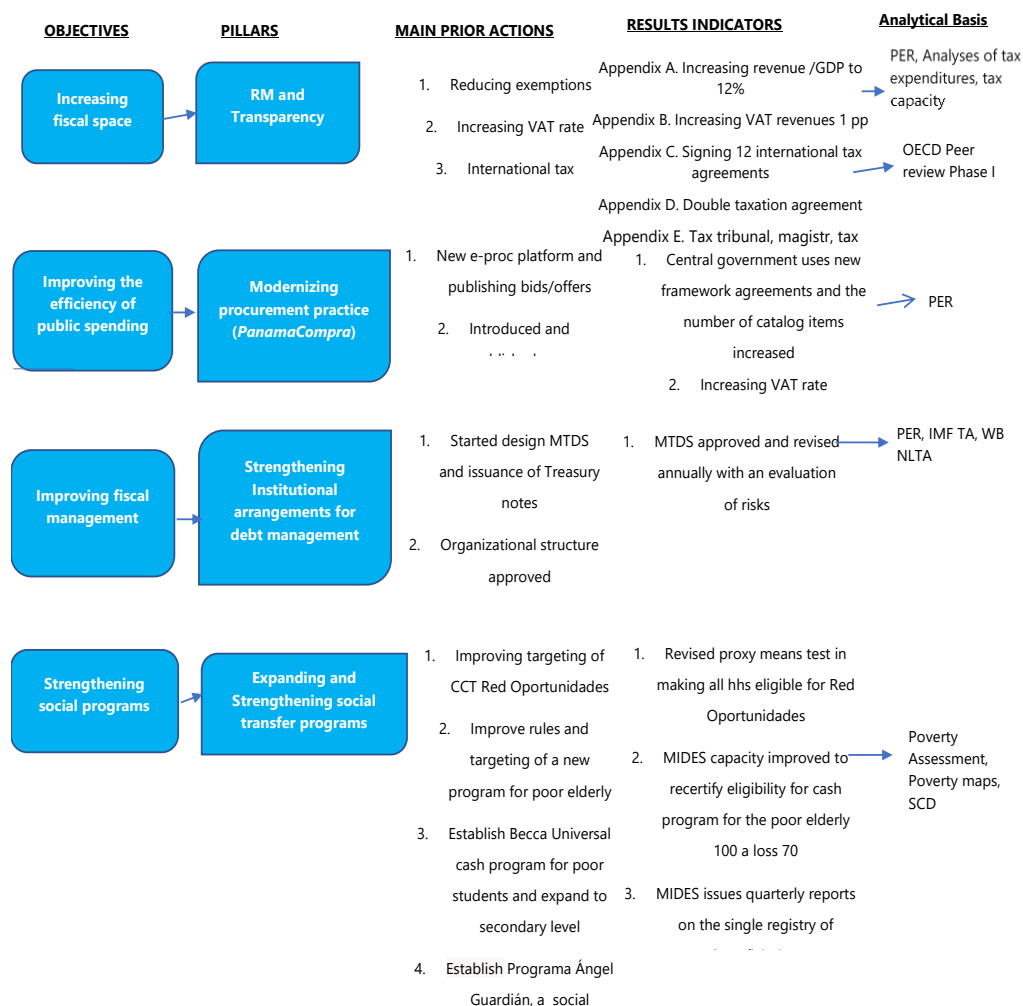 OBJECTIVES
PILLARS
MAIN PRIOR ACTIONS
RESULTS INDICATORS
Analytical Basis
Increasing
fiscal space
RM and
Transparency
1. Reducing exemptions
2. Increasing VAT rate
3. International tax
Appendix A. Increasing revenue /GDP to
12%
Appendix B. Increasing VAT revenues 1 pp
Appendix C. Signing 12 international tax
agreements
Appendix D. Double taxation agreement
Appendix E. Tax tribunal, magistr, tax
PER, Analyses of tax
expenditures, tax
capacity
OECD Peer
review Phase I
Improving the
efficiency of
public spending
Modernizing
procurement practice
(PanamaCompra)
1. New e-proc platform and
publishing bids/offers
2. Introduced and
1. Central government uses new
framework agreements and the
number of catalog items
increased
2. Increasing VAT rate
PER
Improving fiscal
management
Strengthening
Institutional
arrangements for
debt management
1. Started design MTDS
and issuance of Treasury
notes
2. Organizational structure
approved
1. MTDS approved and revised
annually with an evaluation
of risks
PER, IMF TA, WB
NLTA
Strengthening
social programs
Expanding and
Strengthening social
transfer programs
1. Improving targeting of
CCT Red Oportunidades
2. Improve rules and
targeting of a new
program for poor elderly
3. Establish Becca Universal
cash program for poor
students and expand to
secondary level
4. Establish Programa Ángel
Guardián, a social
1. Revised proxy means test in
making all hhs eligible for Red
Oportunidades
2. MIDES capacity improved to
recertify eligibility for cash
program for the poor elderly
100 a loss 70
3. MIDES issues quarterly reports
on the single registry of
Poverty
Assessment,
Poverty maps,
SCD